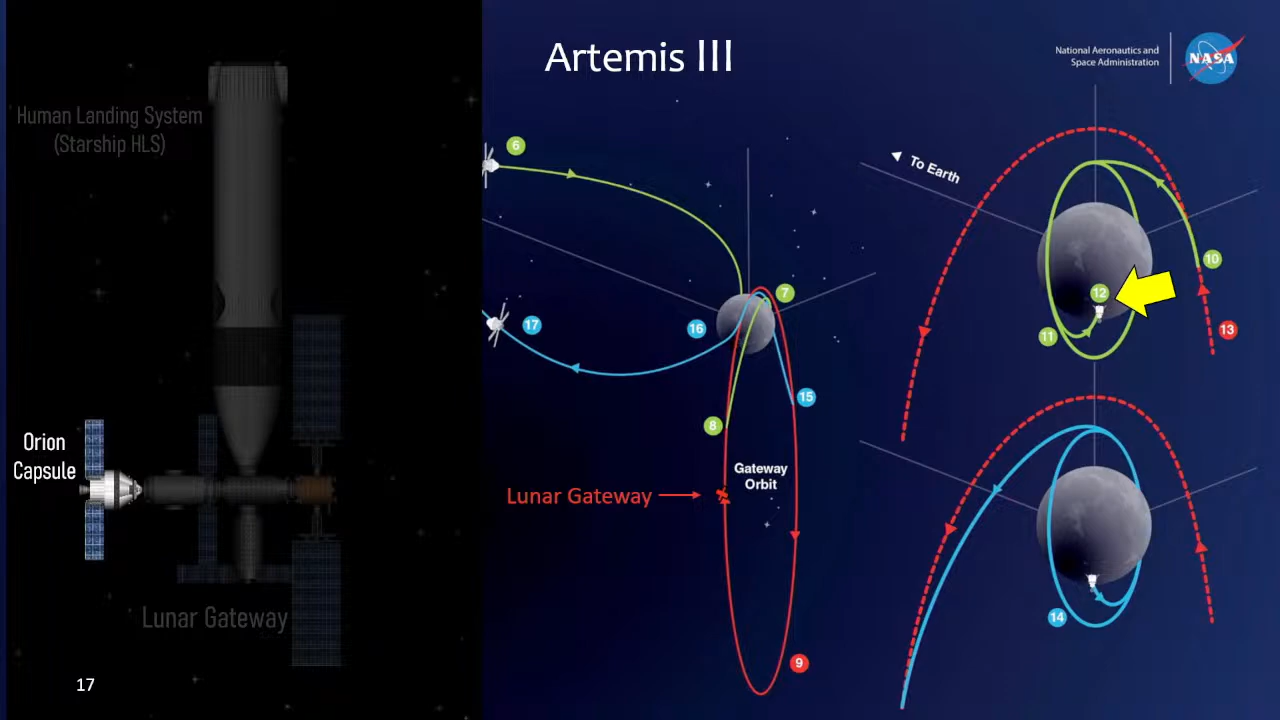 Artemis III
National Aeronautics and
Space Administration
NASA
Human Landing System
(Starship HLS)
Orion
Capsule
Lunar Gateway
17
6
7
8
Gateway
Orbit
Lunar Gateway
9
15
16
17
To Earth
10
11
12
13
14